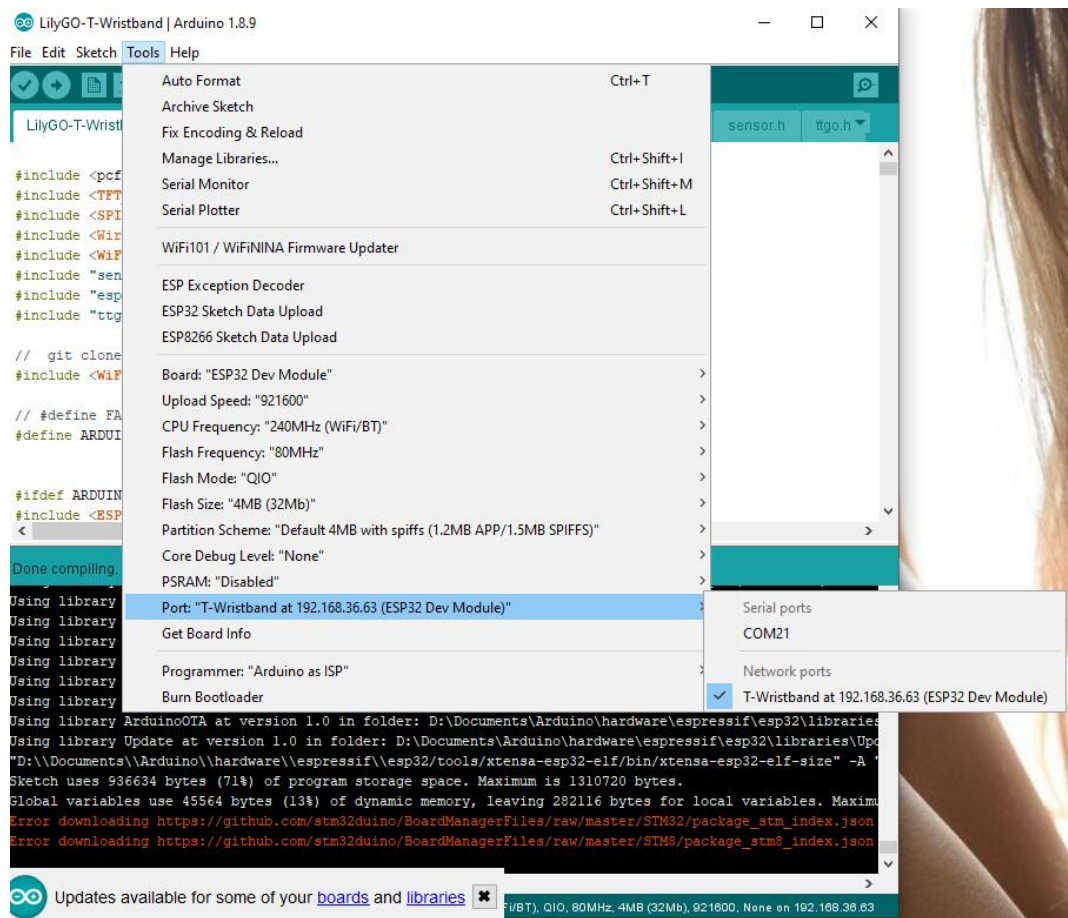 LilyGO-T-Wristband | Arduino 1.8.9
File Edit Sketch Tools Help
LilyGO-T-Wristl
sensor.h
ttgo.h
Auto Format Ctrl+T
Archive Sketch
Fix Encoding & Reload
Manage Libraries... Ctrl+Shift+I
Serial Monitor Ctrl+Shift+M
Serial Plotter Ctrl+Shift+L
WiFi101 / WiFiNINA Firmware Updater
ESP Exception Decoder
ESP32 Sketch Data Upload
ESP8266 Sketch Data Upload
Board: "ESP32 Dev Module"
Upload Speed: "921600"
CPU Frequency: "240MHz (WiFi/BT)"
Flash Frequency: "80MHz"
Flash Mode: "QIO"
Flash Size: "4MB (32Mb)"
Partition Scheme: "Default 4MB with spiffs (1.2MB APP/1.5MB SPIFFS)"
Core Debug Level: "None"
PSRAM: "Disabled"
Port: "T-Wristband at 192.168.36.63 (ESP32 Dev Module)"
Get Board Info
Programmer: "Arduino as ISP"
Burn Bootloader
Serial ports
COM21
Network ports
T-Wristband at 192.168.36.63 (ESP32 Dev Module)
#include <pcf
#include <TFT
#include <SPI
#include <Wir
#include <WiF
#include "sen
#include "esp
#include "ttg
// git clone
#include <WiF
// #define FA
#define ARDUI
#ifdef ARDUIN
#include <ESP
Done compiling.
Using library
Using library
Using library
Using library
Using library
Using library
Using library ArduinoOTA at version 1.0 in folder: D:\Documents\Arduino\hardware\espressif\esp32\libraries
Using library Update at version 1.0 in folder: D:\Documents\Arduino\hardware\espressif\esp32\libraries\Upd
"D:\\Documents\\Arduino\\hardware\\espressif\\esp32/tools/xtensa-esp32-elf/bin/xtensa-esp32-elf-size" -A "
Sketch uses 936634 bytes (71%) of program storage space. Maximum is 1310720 bytes.
Global variables use 45564 bytes (13%) of dynamic memory, leaving 282116 bytes for local variables. Maximu
Error downloading https://github.com/stm32duino/BoardManagerFiles/raw/master/STM32/package_stm_index.json
Error downloading https://github.com/stm32duino/BoardManagerFiles/raw/master/STM8/package_stm8_index.json
Updates available for some of your boards and libraries
Fi/BT), QIO, 80MHz, 4MB (32Mb), 921600, None on 192.168.36.63